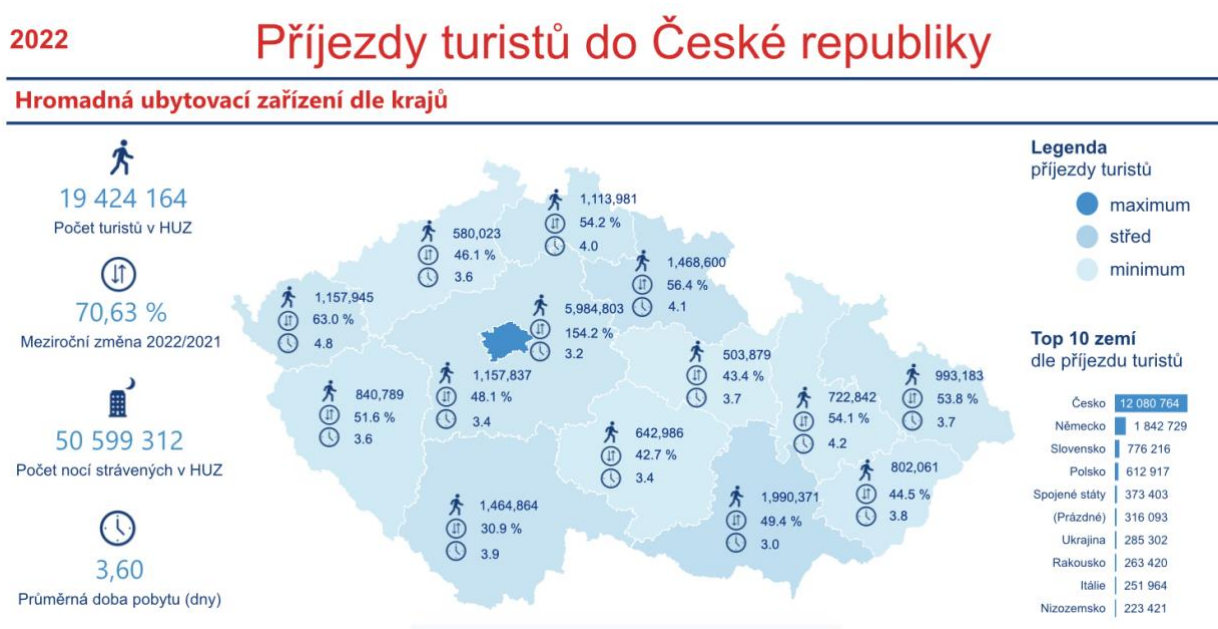 2022
Příjezdy turistů do České republiky
Hromadná ubytovací zařízení dle krajů
19 424 164
Počet turistů v HUZ
70,63 %
Meziroční změna 2022/2021
50 599 312
Počet nocí strávených v HUZ
3,60
Průměrná doba pobytu (dny)
1,113,981
54.2 %
4.0
580,023
46.1 %
3.6
1,468,600
56.4 %
4.1
1,157,945
63.0 %
4.8
5,984,803
154.2 %
3.2
503,879
43.4 %
3.7
1,157,837
48.1 %
3.4
840,789
51.6 %
3.6
722,842
54.1 %
4.2
993,183
53.8 %
3.7
642,986
42.7 %
3.4
802,061
44.5 %
3.8
1,464,864
30.9 %
3.9
1,990,371
49.4 %
3.0
Legenda
příjezdy turistů
maximum
střed
minimum
Top 10 zemí
dle příjezdu turistů
Česko 12 080 764
Německo 1 842 729
Slovensko 776 216
Polsko 612 917
Spojené státy 373 403
(Prázdné) 316 093
Ukrajina 285 302
Rakousko 263 420
Itálie 251 964
Nizozemsko 223 421